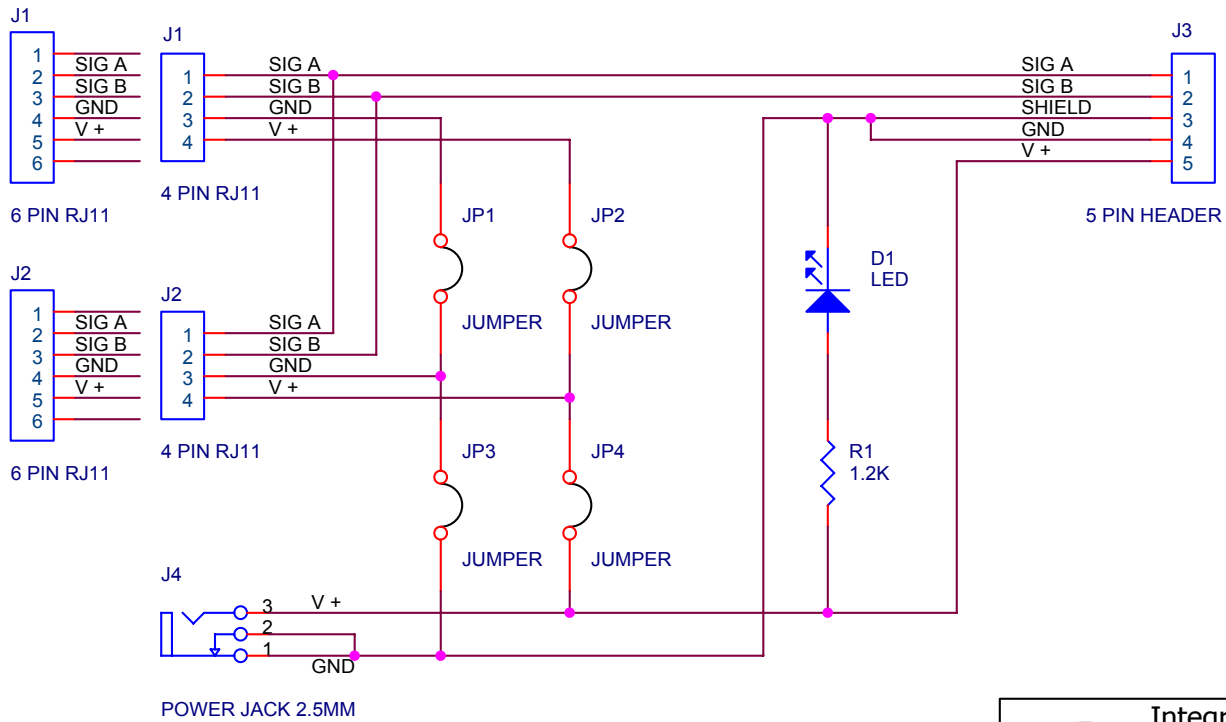 J1
1
2
3
4
5
6
SIG A
SIG B
GND
V +
6 PIN RJ11
J1
1
2
3
4
SIG A
SIG B
GND
V +
4 PIN RJ11
J3
SIG A
SIG B
SHIELD
GND
V +
1
2
3
4
5
5 PIN HEADER
JP1
JUMPER
JP2
JUMPER
D1
LED
J2
1
2
3
4
5
6
SIG A
SIG B
GND
V +
6 PIN RJ11
J2
1
2
3
4
SIG A
SIG B
GND
V +
4 PIN RJ11
JP3
JUMPER
JP4
JUMPER
R1
1.2K
J4
3
2
1
V +
GND
POWER JACK 2.5MM